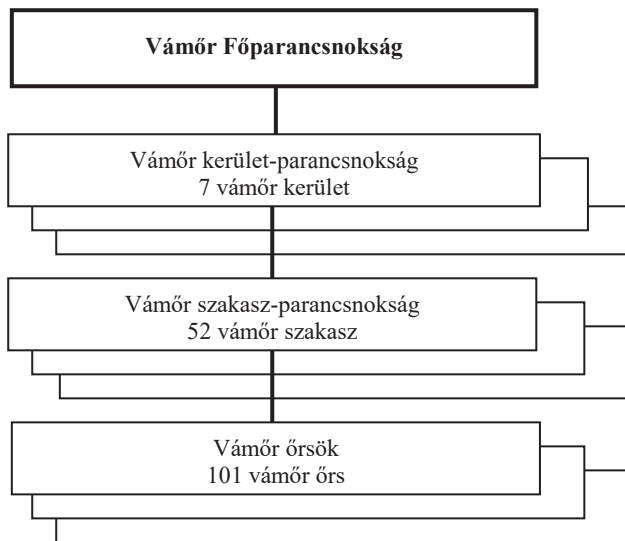 Vámőr Főparancsnokság
Vámőr kerület-parancsnokság
7 vámőr kerület
Vámőr szakasz-parancsnokság
52 vámőr szakasz
Vámőr őrsök
101 vámőr őrs